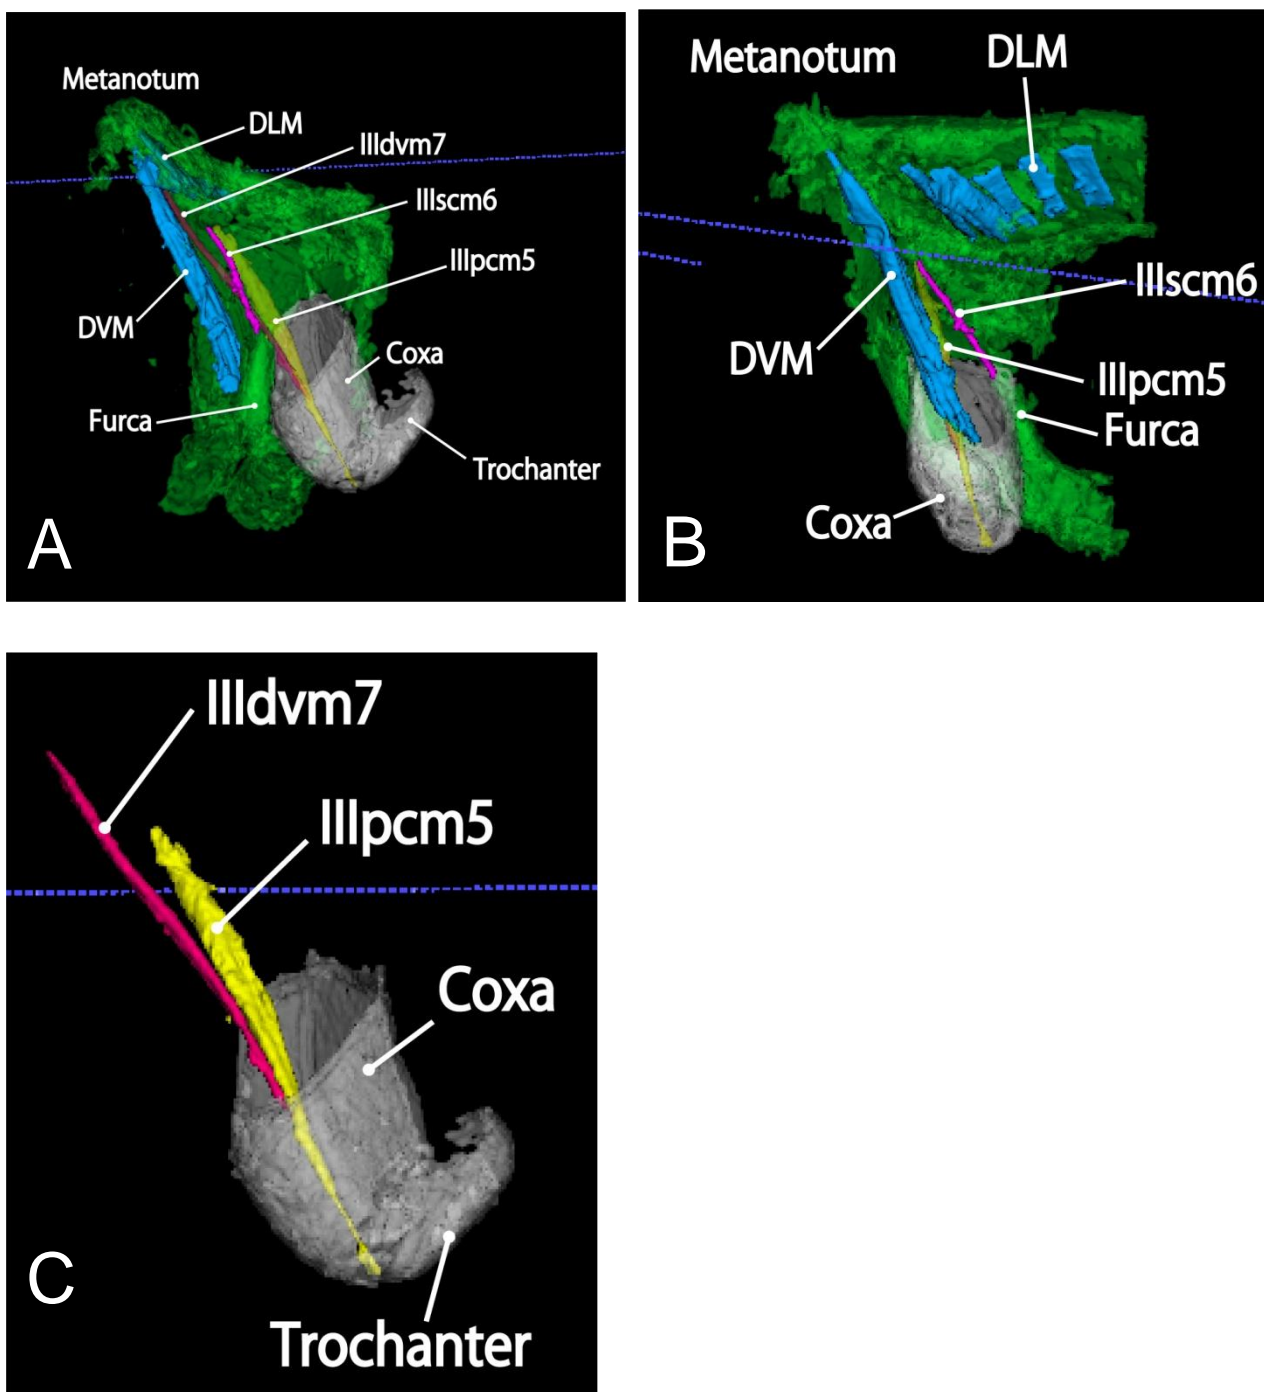 Metanotum
DLM
IIIdvm7
IIIscm6
IIIpcm5
DVM
Coxa
Furca
Trochanter
A
Metanotum
DLM
IIIscm6
DVM
IIIpcm5
Furca
Coxa
B
IIIdvm7
IIIpcm5
Coxa
C
Trochanter